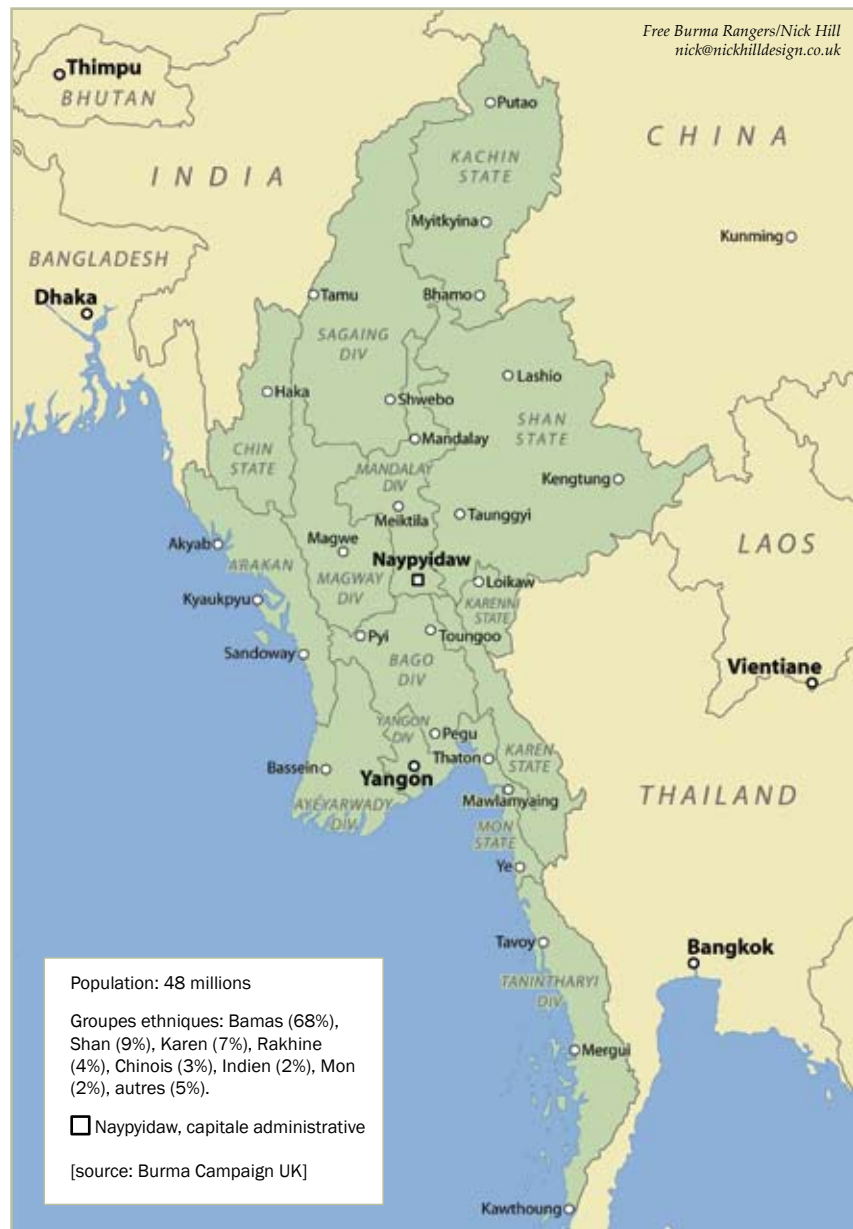 Free Burma Rangers/Nick Hill
nick@nickhilldesign.co.uk
Thimpu
BHUTAN
Putao
CHINA
KACHIN
STATE
INDIA
Myitkyina
Kunming
BANGLADESH
Dhaka
Tamu
Bhamo
SAGAING
DIV
Lashio
Haka
Shwebo
SHAN
STATE
Mandalay
CHIN
STATE
MANDALAY
DIV
Kengtung
Meiktila
Taunggyi
Akyab
Magwe
LAOS
ARAKAN
Naypyidaw
MAGWAY
DIV
Loikaw
Kyaukpyu
KARENNI
STATE
Pyi
Toungoo
Sandoway
BAGO
DIV
Vientiane
YANGON
DIV
Pegu
Thaton
KAREN
STATE
Bassein
Yangon
Mawlamyaing
THAILAND
AYEYARWADY
DIV
MON
STATE
Ye
Tavoy
Bangkok
TANINTHARYI
DIV
Mergui
Kawthoung
Population: 48 millions
Groupes ethniques: Bamas (68%),
Shan (9%), Karen (7%), Rakhine
(4%), Chinois (3%), Indien (2%), Mon
(2%), autres (5%).
Naypyidaw, capitale administrative
[source: Burma Campaign UK]